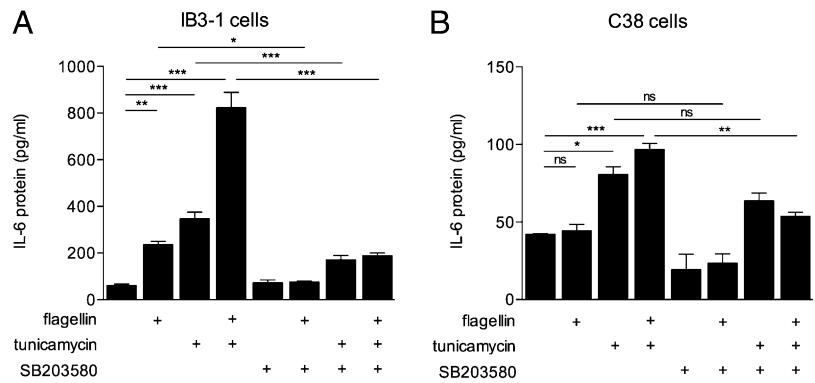 A
IB3-1 cells
IL-6 protein (pg/ml)
1000
800
600
400
200
0
*
***
***
***
***
**
flagellin + + + +
tunicamycin + + + +
SB203580 + + + +
B
C38 cells
IL-6 protein (pg/ml)
150
100
50
0
ns
ns
***
**
*
ns
flagellin + + + +
tunicamycin + + + +
SB203580 + + + +